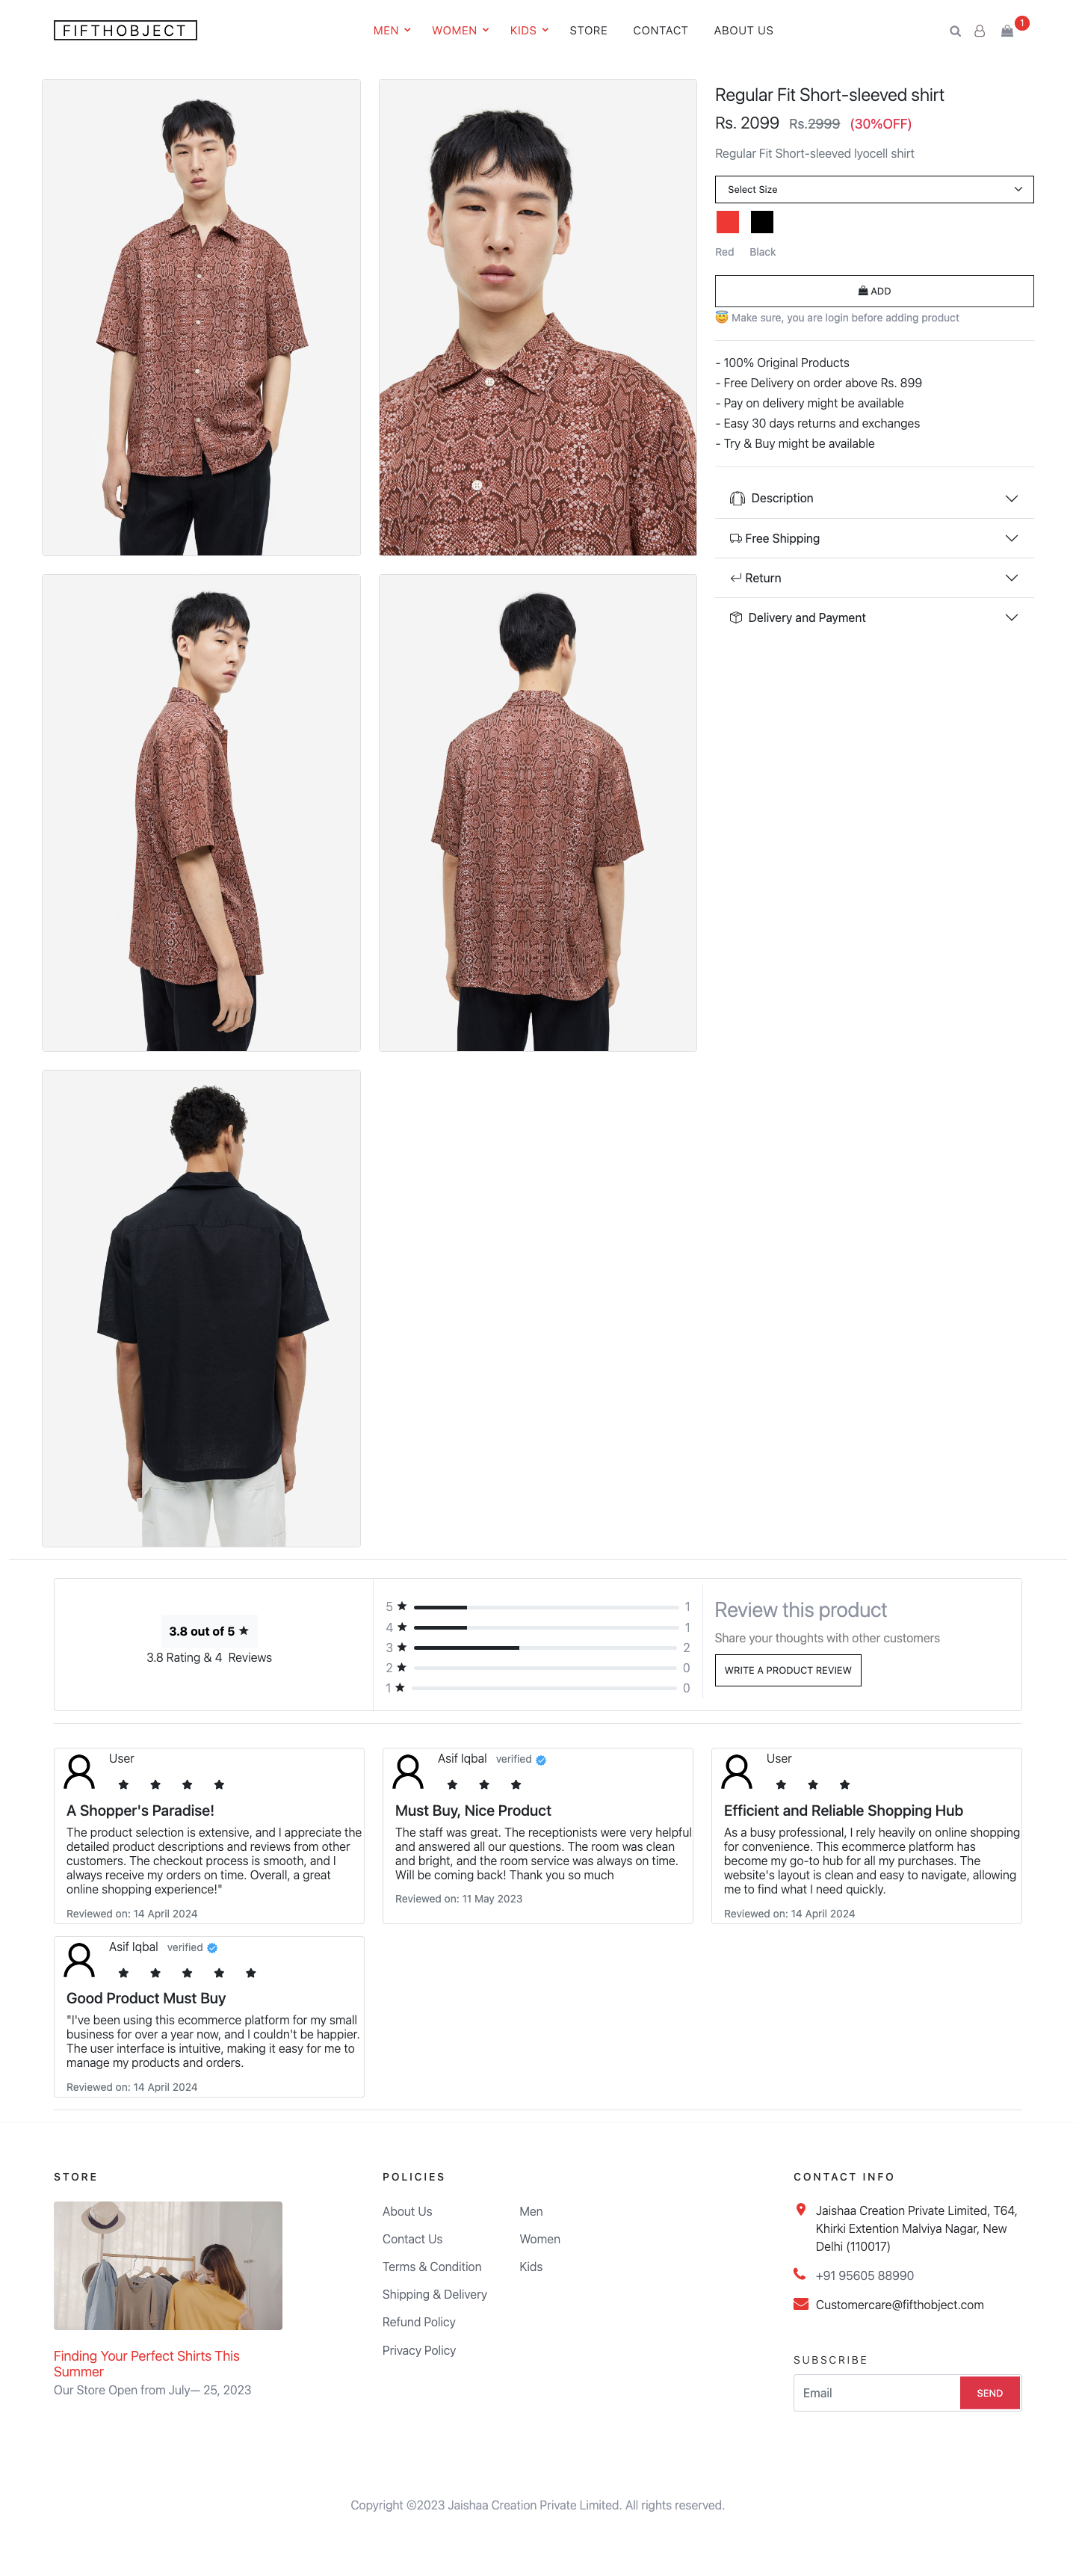 FIFTHOBJECT
MEN WOMEN KIDS STORE CONTACT ABOUT US
1
Regular Fit Short-sleeved shirt
Rs. 2099 Rs.2999 (30%OFF)
Regular Fit Short-sleeved lyocell shirt
Select Size
Red Black
ADD
😇 Make sure, you are login before adding product
- 100% Original Products
- Free Delivery on order above Rs. 899
- Pay on delivery might be available
- Easy 30 days returns and exchanges
- Try & Buy might be available
Description
Free Shipping
Return
Delivery and Payment
3.8 out of 5 ★
3.8 Rating & 4 Reviews
5 ★ 1
4 ★ 1
3 ★ 2
2 ★ 0
1 ★ 0
Review this product
Share your thoughts with other customers
WRITE A PRODUCT REVIEW
User
★ ★ ★ ★
A Shopper's Paradise!
The product selection is extensive, and I appreciate the
detailed product descriptions and reviews from other
customers. The checkout process is smooth, and I
always receive my orders on time. Overall, a great
online shopping experience!"
Reviewed on: 14 April 2024
Asif Iqbal verified
★ ★ ★
Must Buy, Nice Product
The staff was great. The receptionists were very helpful
and answered all our questions. The room was clean
and bright, and the room service was always on time.
Will be coming back! Thank you so much
Reviewed on: 11 May 2023
User
★ ★ ★
Efficient and Reliable Shopping Hub
As a busy professional, I rely heavily on online shopping
for convenience. This ecommerce platform has
become my go-to hub for all my purchases. The
website's layout is clean and easy to navigate, allowing
me to find what I need quickly.
Reviewed on: 14 April 2024
Asif Iqbal verified
★ ★ ★ ★ ★
Good Product Must Buy
"I've been using this ecommerce platform for my small
business for over a year now, and I couldn't be happier.
The user interface is intuitive, making it easy for me to
manage my products and orders.
Reviewed on: 14 April 2024
STORE
Finding Your Perfect Shirts This
Summer
Our Store Open from July— 25, 2023
POLICIES
About Us
Contact Us
Terms & Condition
Shipping & Delivery
Refund Policy
Privacy Policy
Men
Women
Kids
CONTACT INFO
Jaishaa Creation Private Limited, T64,
Khirki Extention Malviya Nagar, New
Delhi (110017)
+91 95605 88990
Customercare@fifthobject.com
SUBSCRIBE
Email
SEND
Copyright ©2023 Jaishaa Creation Private Limited. All rights reserved.